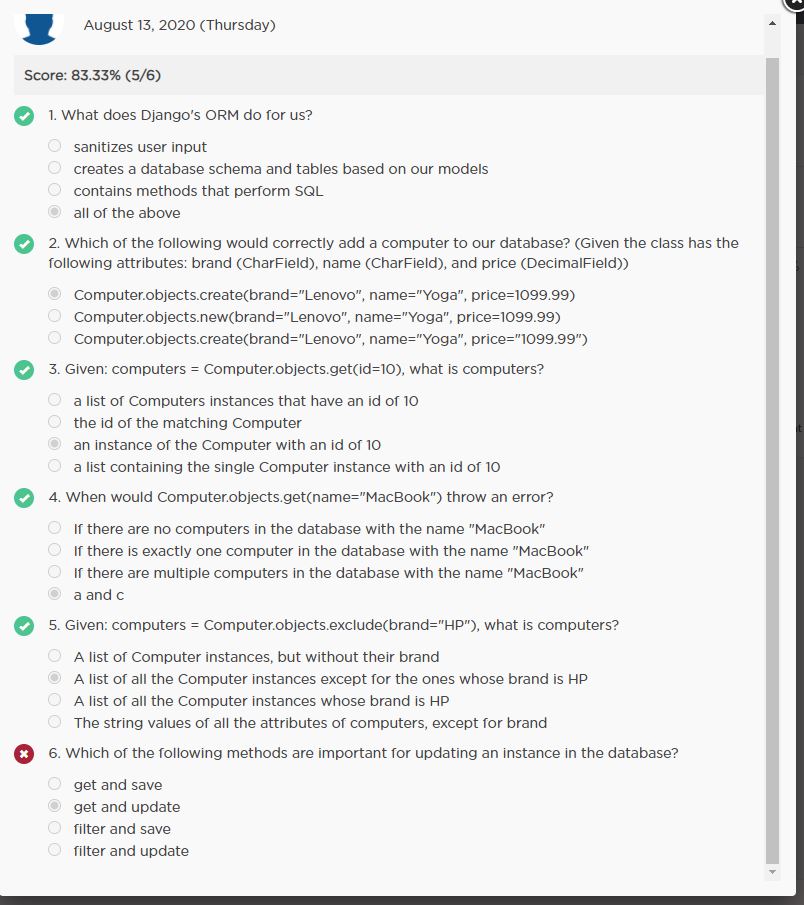 August 13, 2020 (Thursday)
Score: 83.33% (5/6)
1. What does Django's ORM do for us?
sanitizes user input
creates a database schema and tables based on our models
contains methods that perform SQL
all of the above
2. Which of the following would correctly add a computer to our database? (Given the class has the
following attributes: brand (CharField), name (CharField), and price (DecimalField))
Computer.objects.create(brand="Lenovo", name="Yoga", price=1099.99)
Computer.objects.new(brand="Lenovo", name="Yoga", price=1099.99)
Computer.objects.create(brand="Lenovo", name="Yoga", price="1099.99")
3. Given: computers = Computer.objects.get(id=10), what is computers?
a list of Computers instances that have an id of 10
the id of the matching Computer
an instance of the Computer with an id of 10
a list containing the single Computer instance with an id of 10
4. When would Computer.objects.get(name="MacBook") throw an error?
If there are no computers in the database with the name "MacBook"
If there is exactly one computer in the database with the name "MacBook"
If there are multiple computers in the database with the name "MacBook"
a and c
5. Given: computers = Computer.objects.exclude(brand="HP"), what is computers?
A list of Computer instances, but without their brand
A list of all the Computer instances except for the ones whose brand is HP
A list of all the Computer instances whose brand is HP
The string values of all the attributes of computers, except for brand
6. Which of the following methods are important for updating an instance in the database?
get and save
get and update
filter and save
filter and update